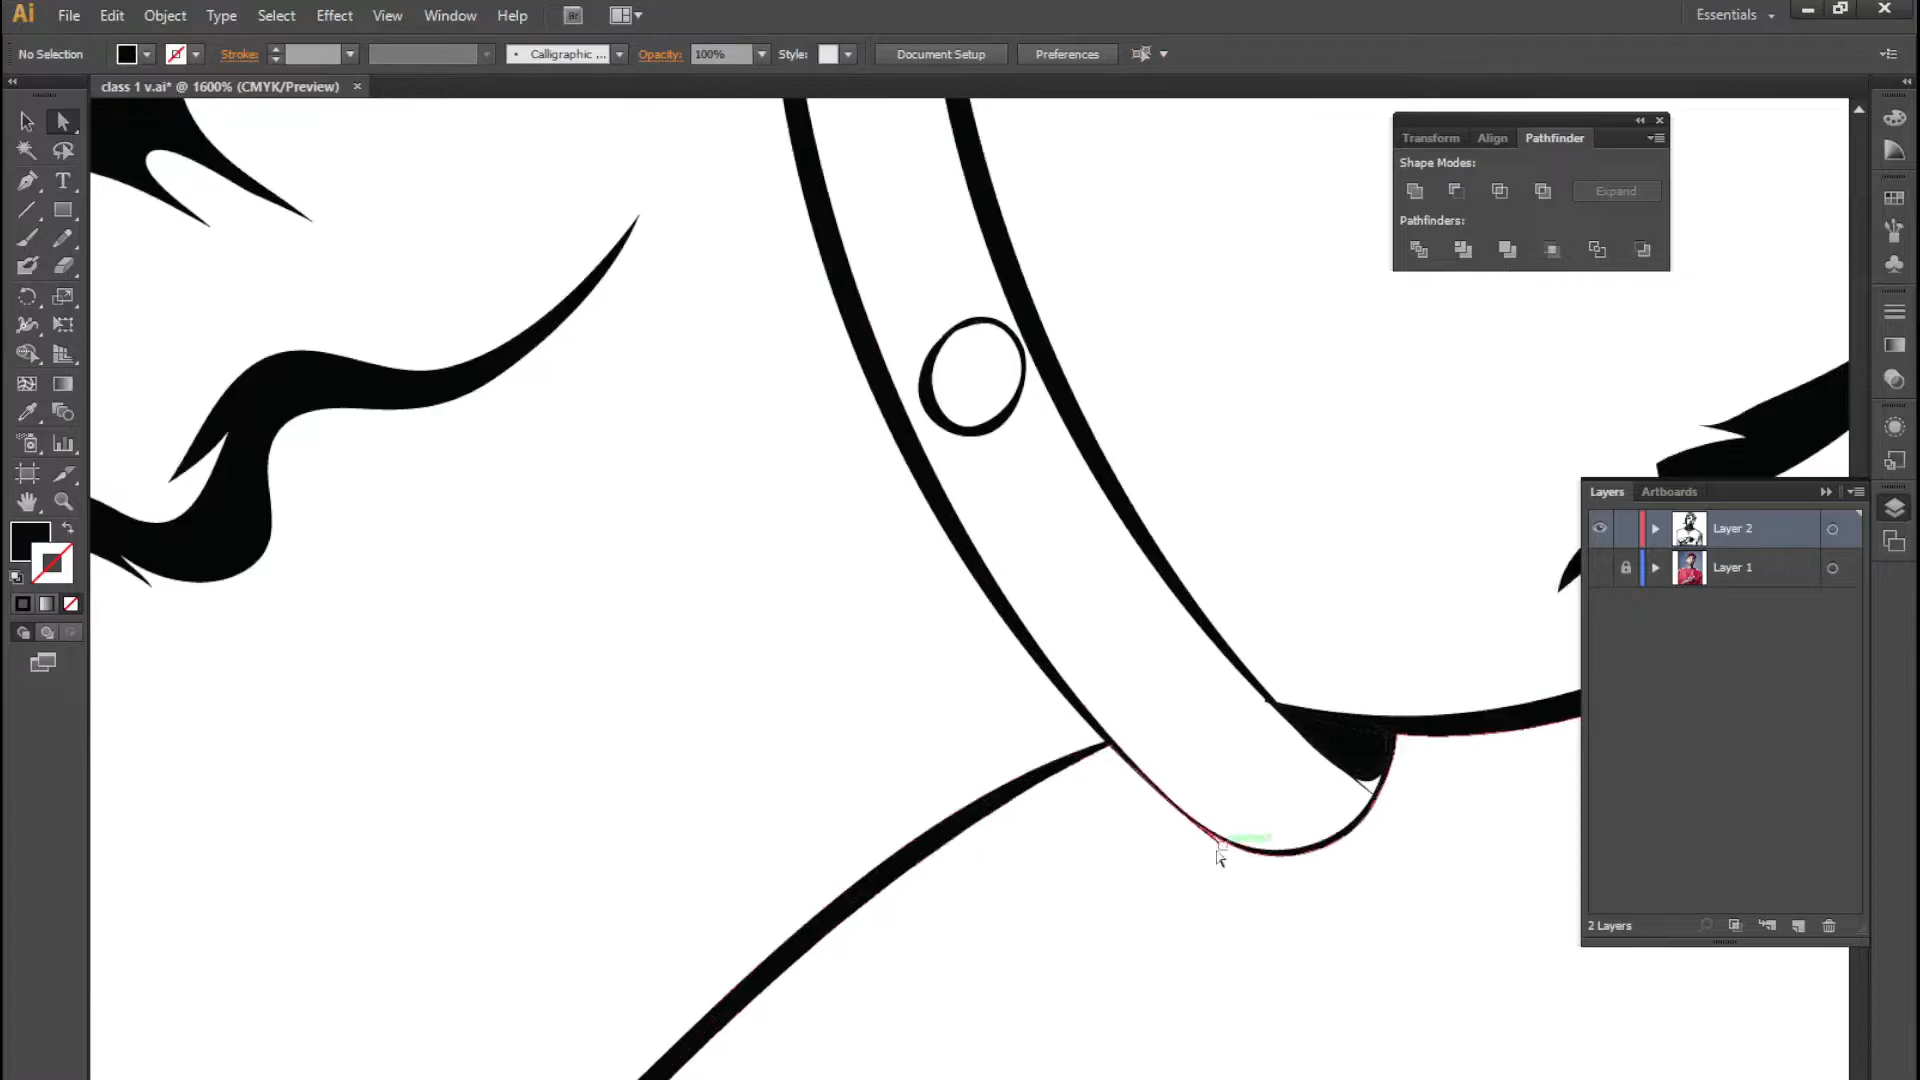 Ai File Edit Object Type Select Effect View Window Help Br Essentials
No Selection Stroke: Calligraphic ... Opacity: 100% Style: Document Setup Preferences
class 1 v.ai* @ 1600% (CMYK/Preview)
Transform Align Pathfinder
Shape Modes:
Expand
Pathfinders:
Layers Artboards
Layer 2
Layer 1
2 Layers